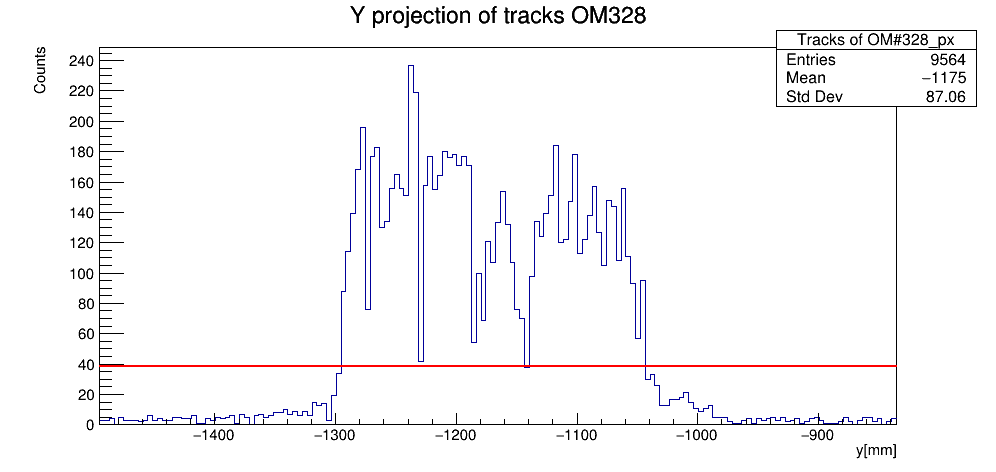 Y projection of tracks OM328
Counts
Tracks of OM#328_px
Entries 9564
Mean −1175
Std Dev 87.06
240
220
200
180
160
140
120
100
80
60
40
20
0
−1400 −1300 −1200 −1100 −1000 −900
y[mm]